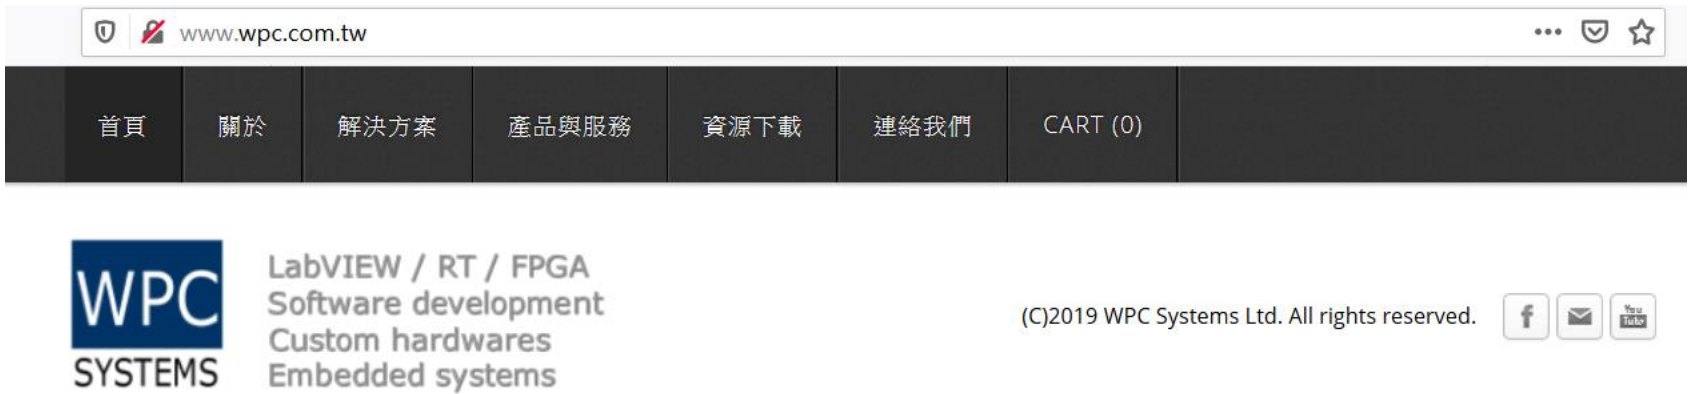 www.wpc.com.tw
首頁 關於 解決方案 產品與服務 資源下載 連絡我們 CART (0)
WPC
SYSTEMS
LabVIEW / RT / FPGA
Software development
Custom hardwares
Embedded systems
(C)2019 WPC Systems Ltd. All rights reserved.
f
You
Tube